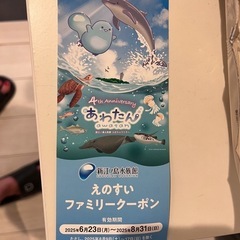 4th Anniversary
あわたん
awatan
新江ノ島水族館
えのすい
ファミリークーポン
有効期間
2025年6月23日(月)〜2025年8月31日(日)